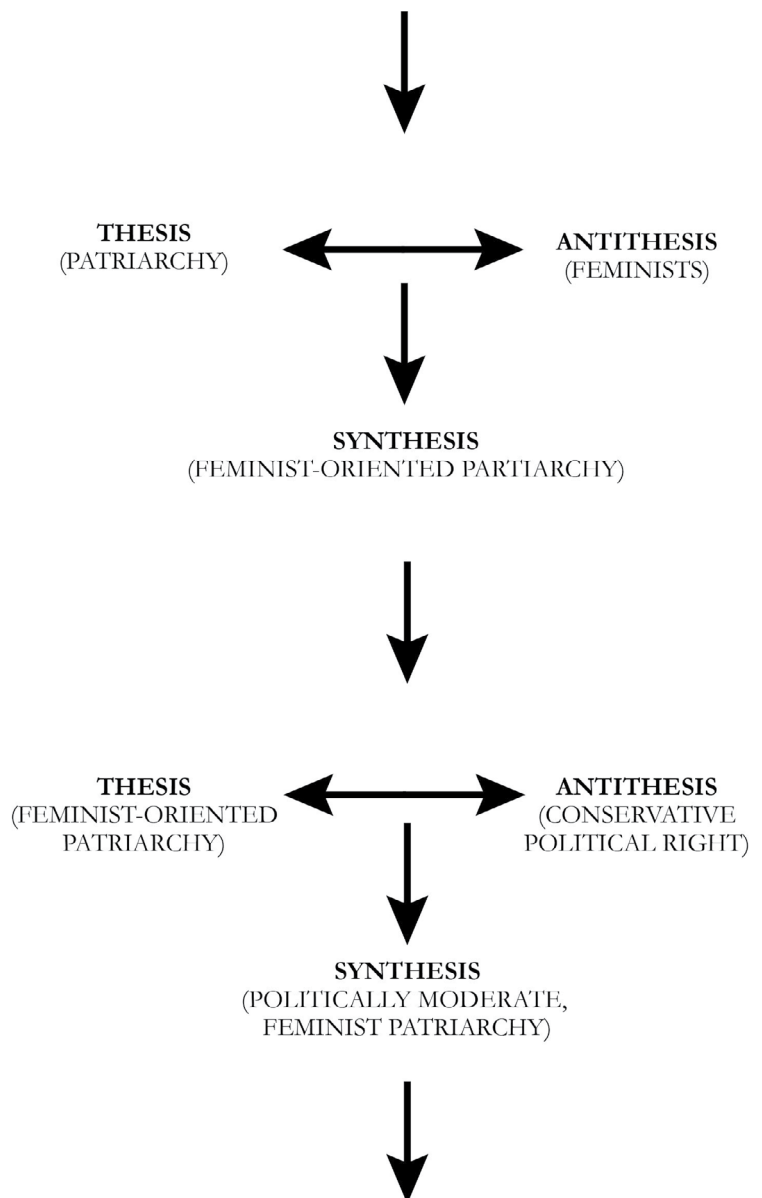 THESIS
(PATRIARCHY)
ANTITHESIS
(FEMINISTS)
SYNTHESIS
(FEMINIST-ORIENTED PARTIARCHY)
THESIS
(FEMINIST-ORIENTED
PATRIARCHY)
ANTITHESIS
(CONSERVATIVE
POLITICAL RIGHT)
SYNTHESIS
(POLITICALLY MODERATE,
FEMINIST PATRIARCHY)